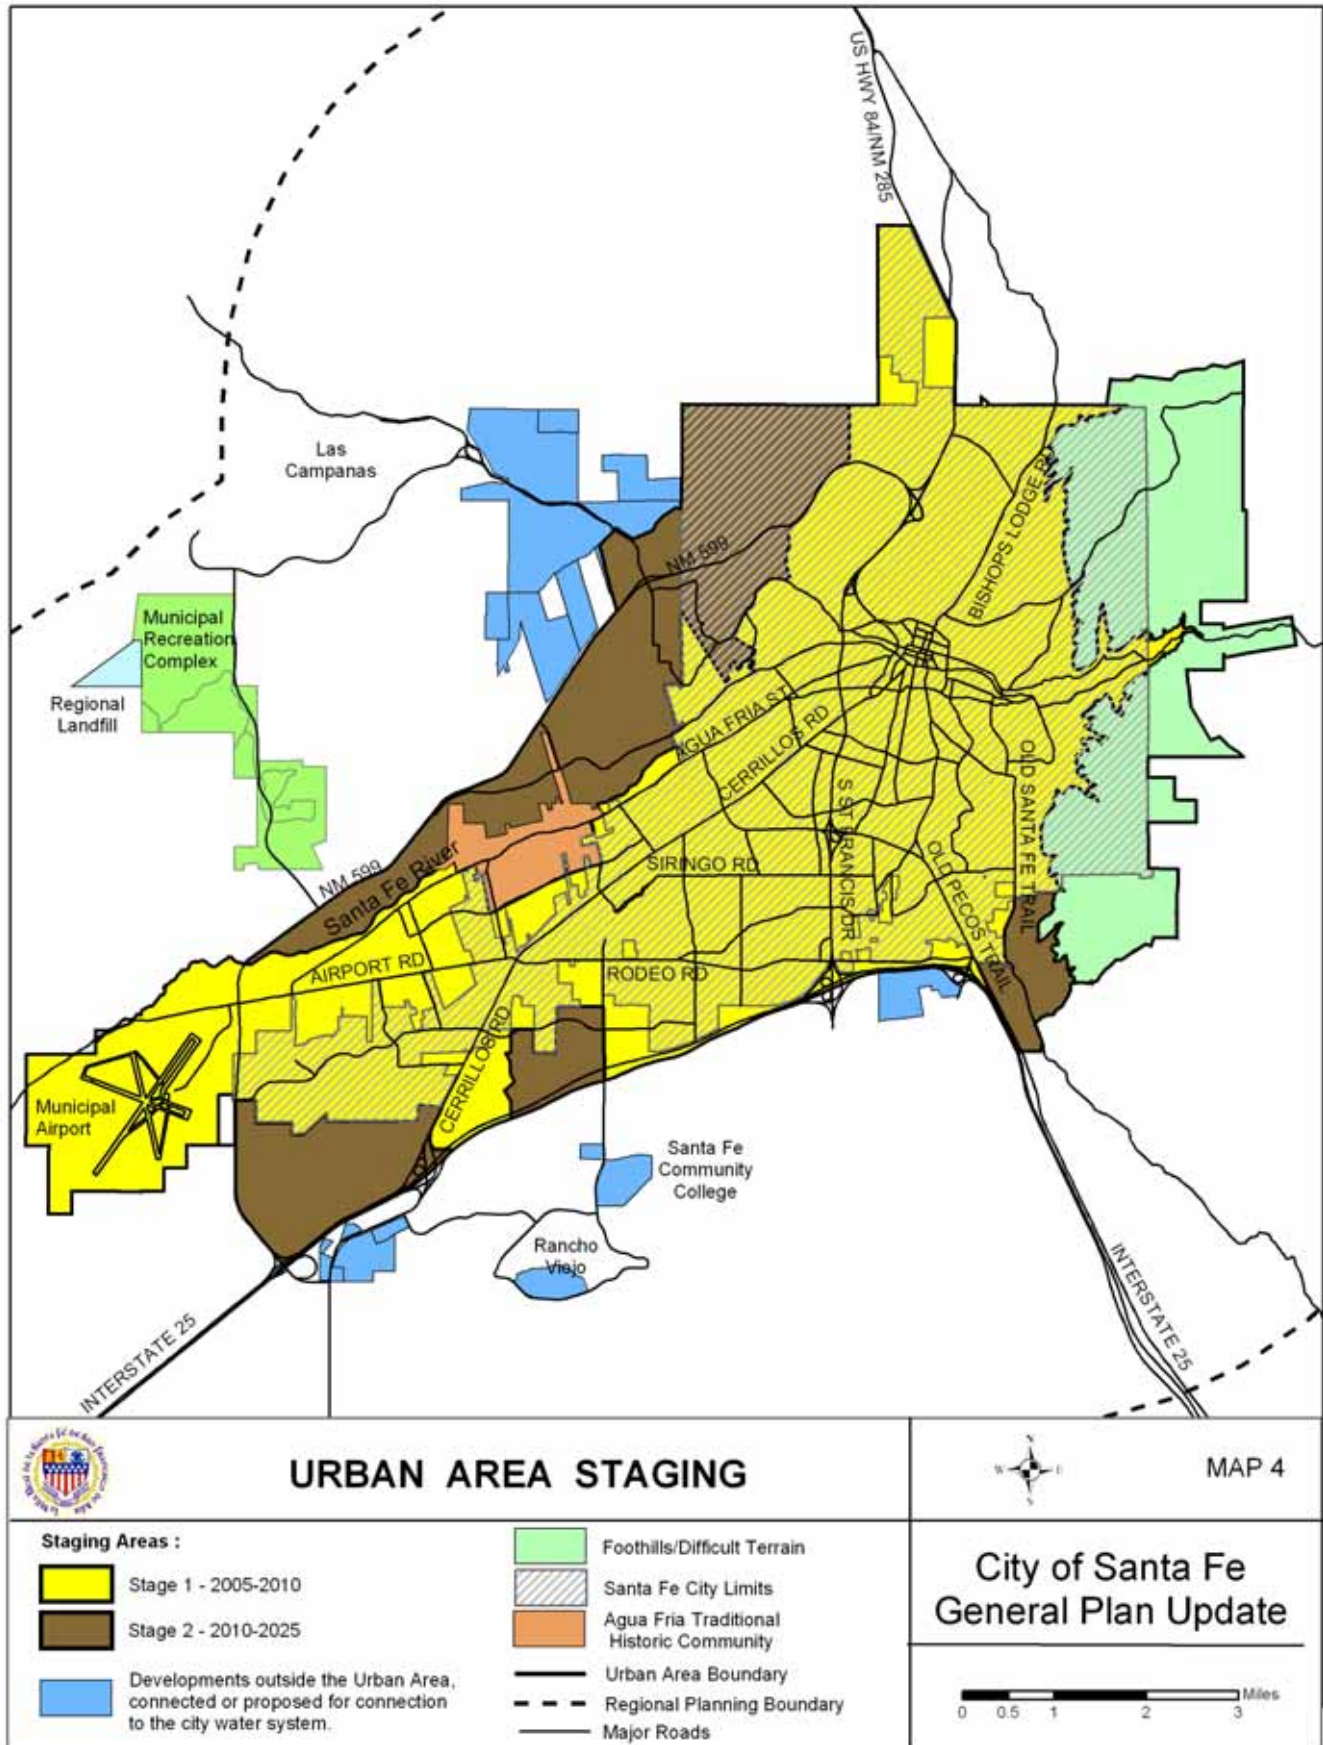 US HWY 84/NM 285
Las
Campanas
NM 599
BISHOPS LODGE RD
Municipal
Recreation
Complex
Regional
Landfill
AGUA FRIA ST
CERRILLOS RD
OLD SANTA FE TRAIL
S ST FRANCIS DR
SIRINGO RD
OLD PECOS TRAIL
NM 599
Santa Fe River
AIRPORT RD
RODEO RD
CERRILLOS RD
Municipal
Airport
Santa Fe
Community
College
Rancho
Viejo
INTERSTATE 25
INTERSTATE 25
URBAN AREA STAGING
N
W
E
S
MAP 4
Staging Areas :
Stage 1 - 2005-2010
Stage 2 - 2010-2025
Developments outside the Urban Area,
connected or proposed for connection
to the city water system.
Foothills/Difficult Terrain
Santa Fe City Limits
Agua Fria Traditional
Historic Community
Urban Area Boundary
Regional Planning Boundary
Major Roads
City of Santa Fe
General Plan Update
Miles
0 0.5 1 2 3